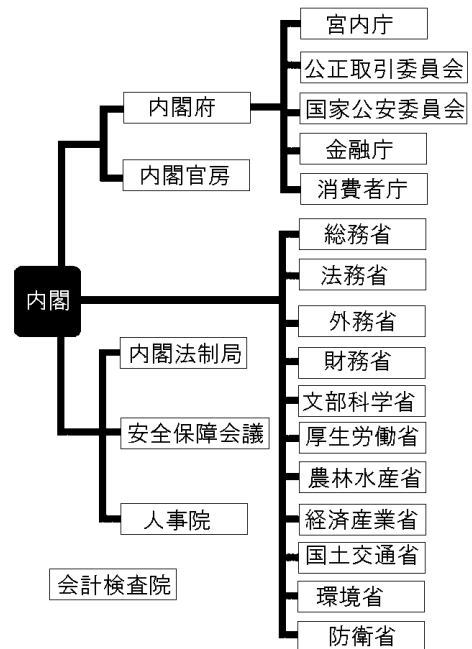 内閣
内閣府
内閣官房
宮内庁
公正取引委員会
国家公安委員会
金融庁
消費者庁
総務省
法務省
外務省
財務省
文部科学省
厚生労働省
農林水産省
経済産業省
国土交通省
環境省
防衛省
内閣法制局
安全保障会議
人事院
会計検査院